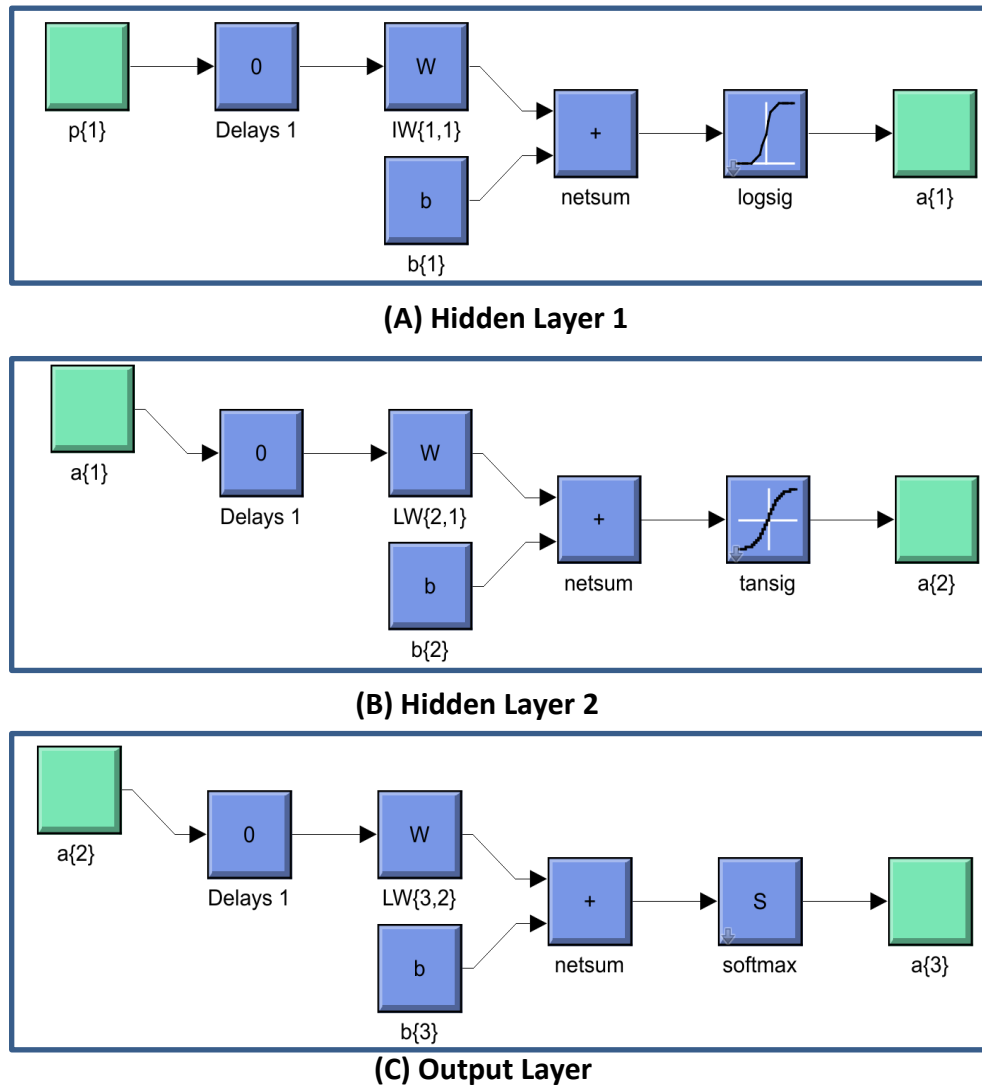 0
W
p{1}
Delays 1
IW{1,1}
+
b
netsum
logsig
a{1}
b{1}
(A) Hidden Layer 1
a{1}
0
W
Delays 1
LW{2,1}
+
b
netsum
tansig
a{2}
b{2}
(B) Hidden Layer 2
a{2}
0
W
Delays 1
LW{3,2}
+
S
b
netsum
softmax
a{3}
b{3}
(C) Output Layer